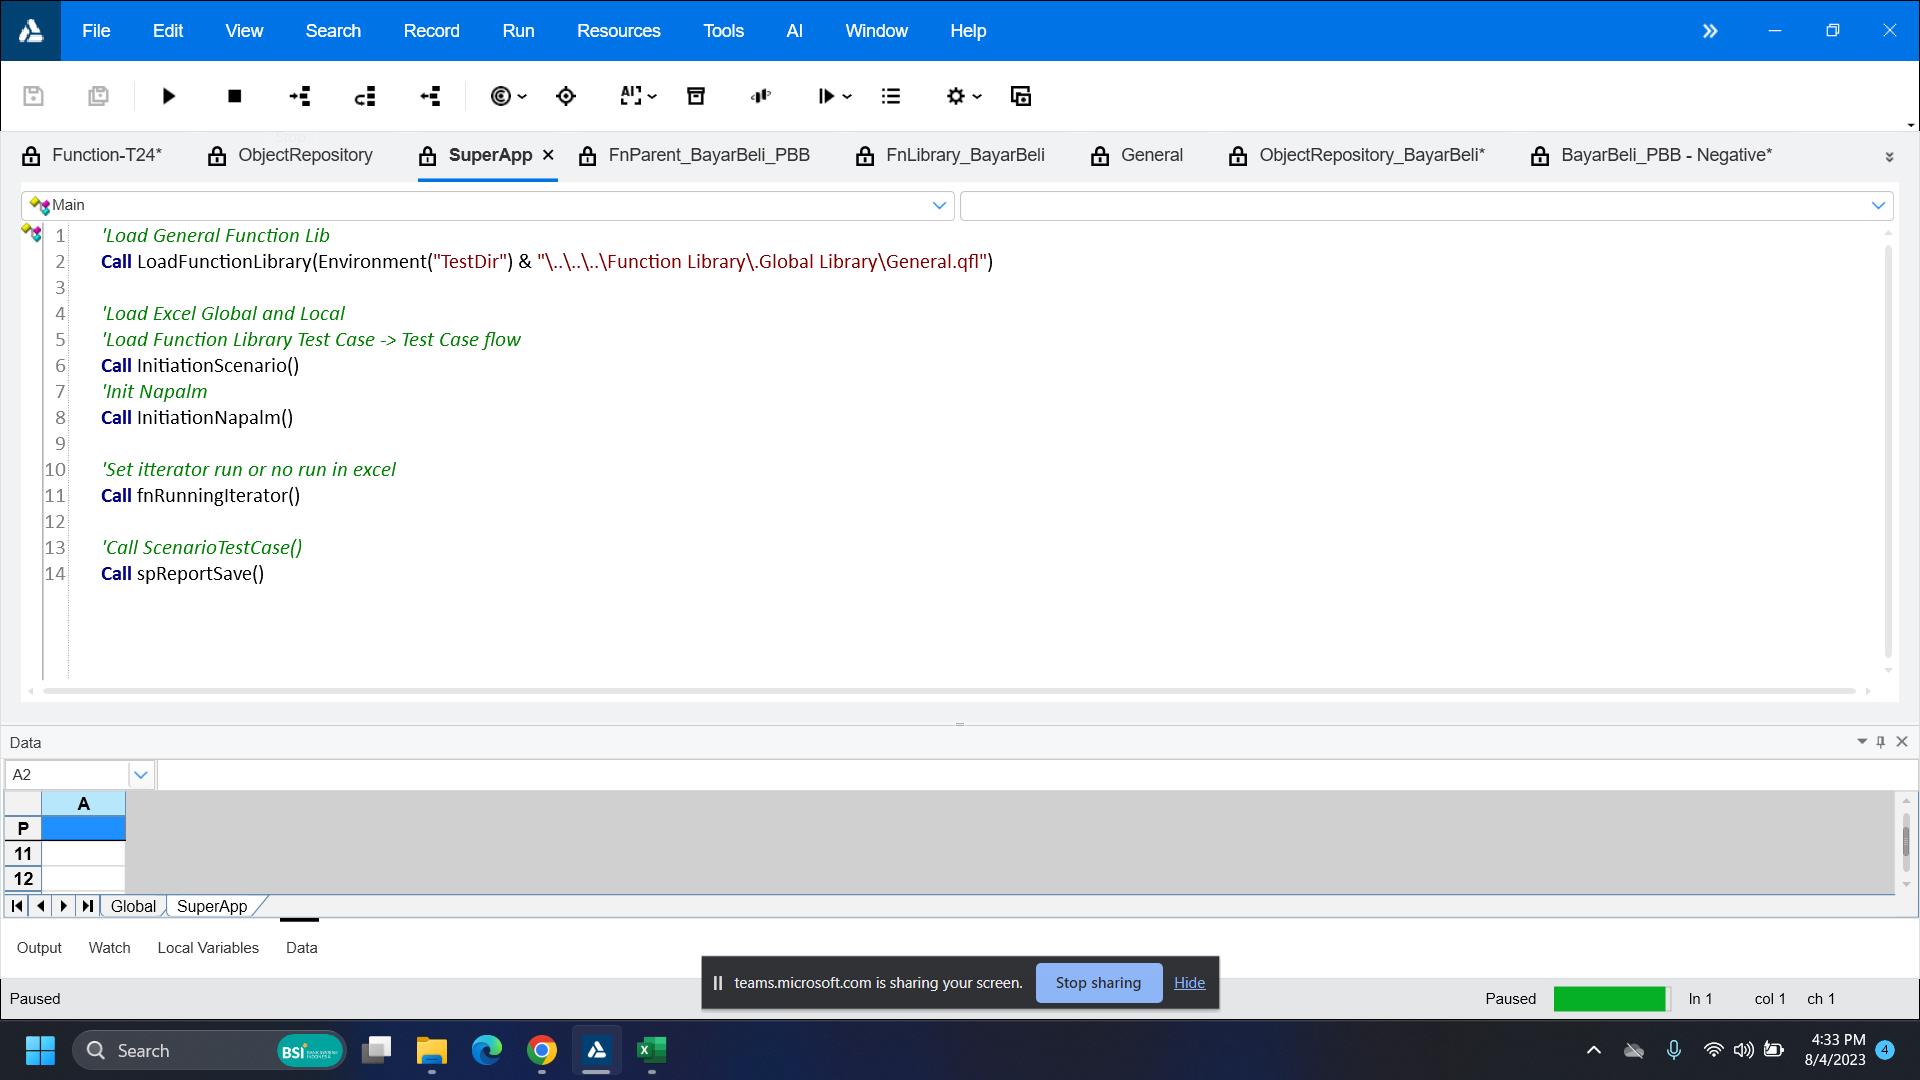 File Edit View Search Record Run Resources Tools AI Window Help
Function-T24* ObjectRepository SuperApp FnParent_BayarBeli_PBB FnLibrary_BayarBeli General ObjectRepository_BayarBeli* BayarBeli_PBB - Negative*
Main
1 'Load General Function Lib
2 Call LoadFunctionLibrary(Environment("TestDir") & "\..\..\..\Function Library\.Global Library\General.qfl")
3
4 'Load Excel Global and Local
5 'Load Function Library Test Case -> Test Case flow
6 Call InitiationScenario()
7 'Init Napalm
8 Call InitiationNapalm()
9
10 'Set itterator run or no run in excel
11 Call fnRunningIterator()
12
13 'Call ScenarioTestCase()
14 Call spReportSave()
Data
A2
A
P
11
12
Global SuperApp
Output Watch Local Variables Data
teams.microsoft.com is sharing your screen. Stop sharing Hide
Paused Paused ln 1 col 1 ch 1
Search BSI 4:33 PM
8/4/2023 4